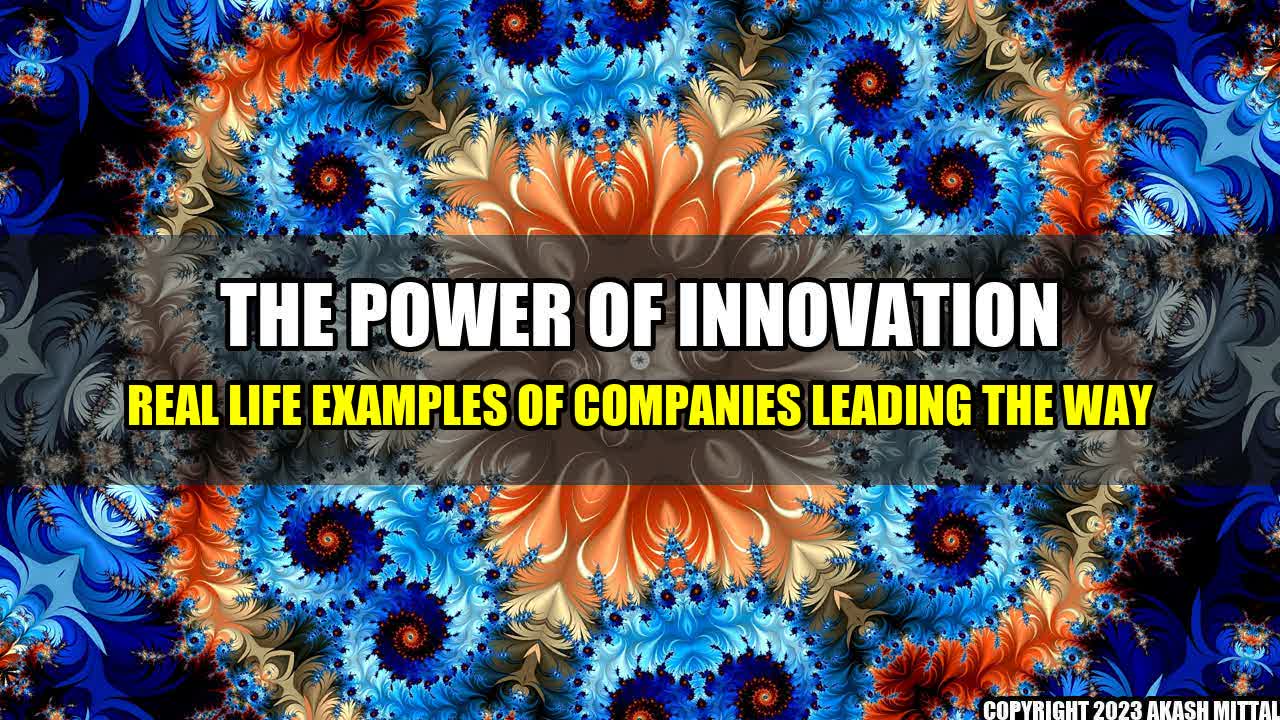 THE POWER OF INNOVATION
REAL LIFE EXAMPLES OF COMPANIES LEADING THE WAY
COPYRIGHT 2023 AKASH MITTAL